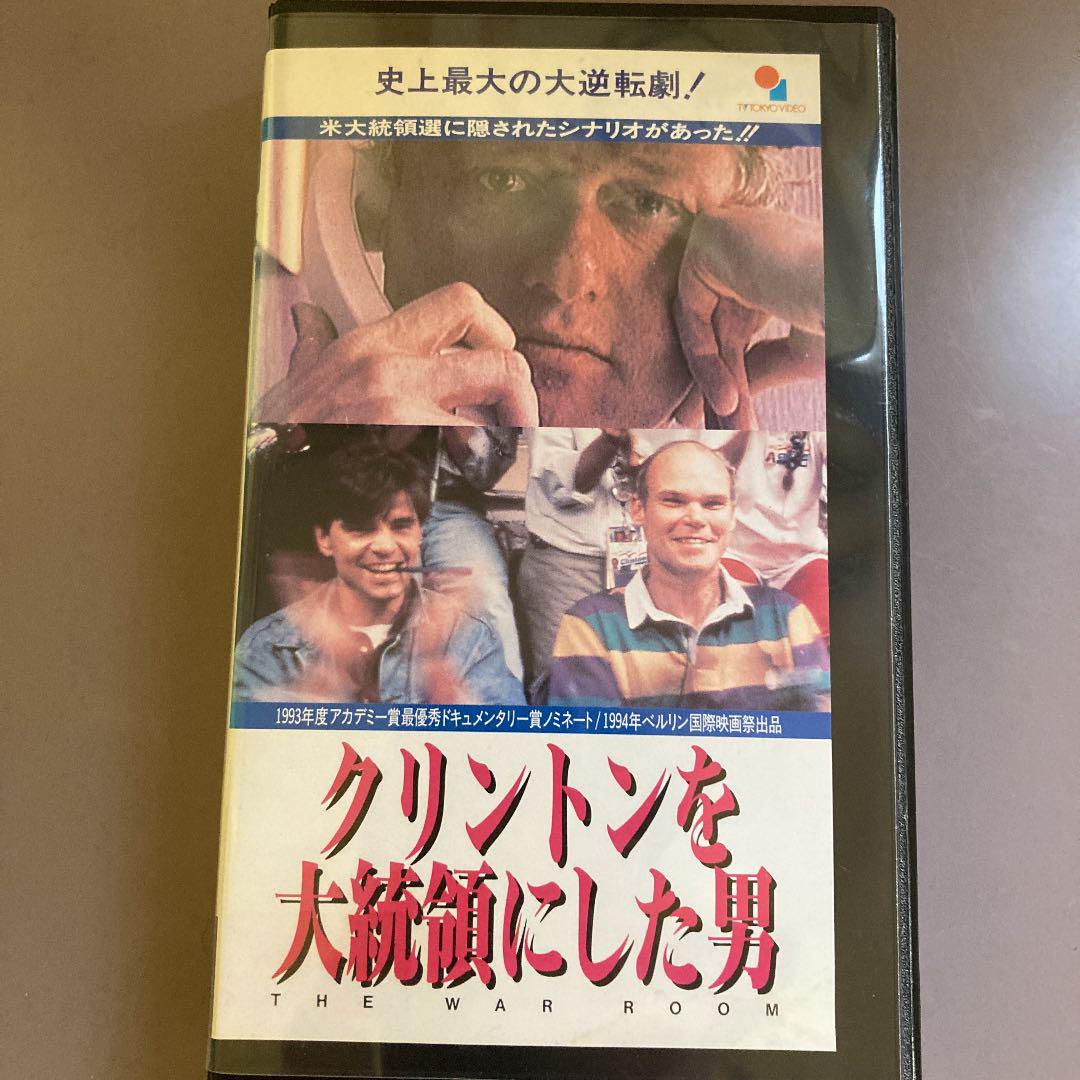 史上最大の大逆転劇!
TV TOKYO VIDEO
米大統領選に隠されたシナリオがあった!!
Clinton
1993年度アカデミー賞最優秀ドキュメンタリー賞ノミネート/1994年ベルリン国際映画祭出品
クリントンを
大統領にした男
THE WAR ROOM